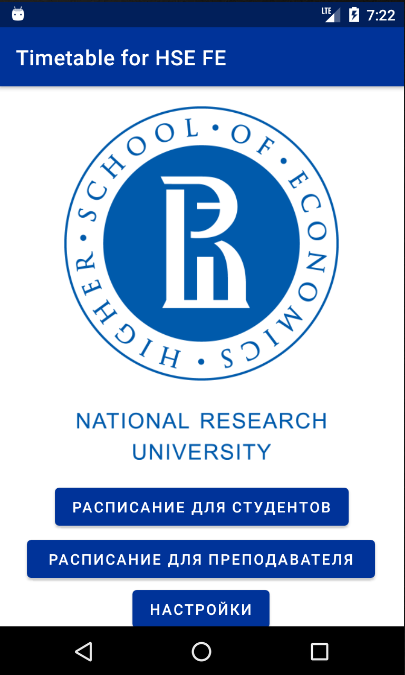 LTE 7:22
Timetable for HSE FE
HIGHER · SCHOOL · OF · ECONOMICS ·
NATIONAL RESEARCH
UNIVERSITY
РАСПИСАНИЕ ДЛЯ СТУДЕНТОВ
РАСПИСАНИЕ ДЛЯ ПРЕПОДАВАТЕЛЯ
НАСТРОЙКИ